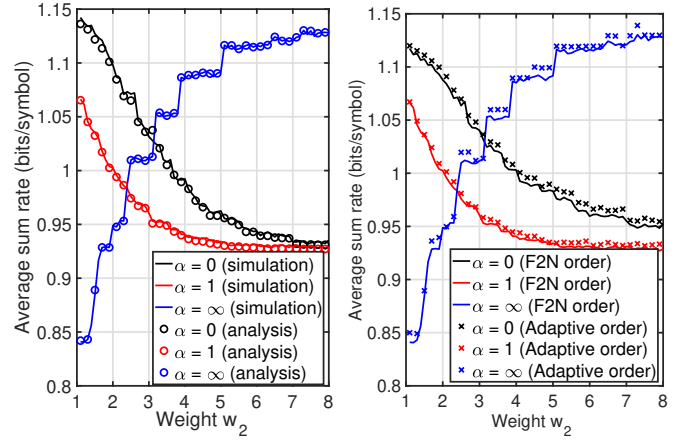 1.15
1.1
1.05
1
0.95
0.9
0.85
0.8
1 2 3 4 5 6 7 8
Average sum rate (bits/symbol)
Weight w2
α = 0 (simulation)
α = 1 (simulation)
α = ∞ (simulation)
α = 0 (analysis)
α = 1 (analysis)
α = ∞ (analysis)
1.15
1.1
1.05
1
0.95
0.9
0.85
0.8
1 2 3 4 5 6 7 8
Average sum rate (bits/symbol)
Weight w2
α = 0 (F2N order)
α = 1 (F2N order)
α = ∞ (F2N order)
α = 0 (Adaptive order)
α = 1 (Adaptive order)
α = ∞ (Adaptive order)